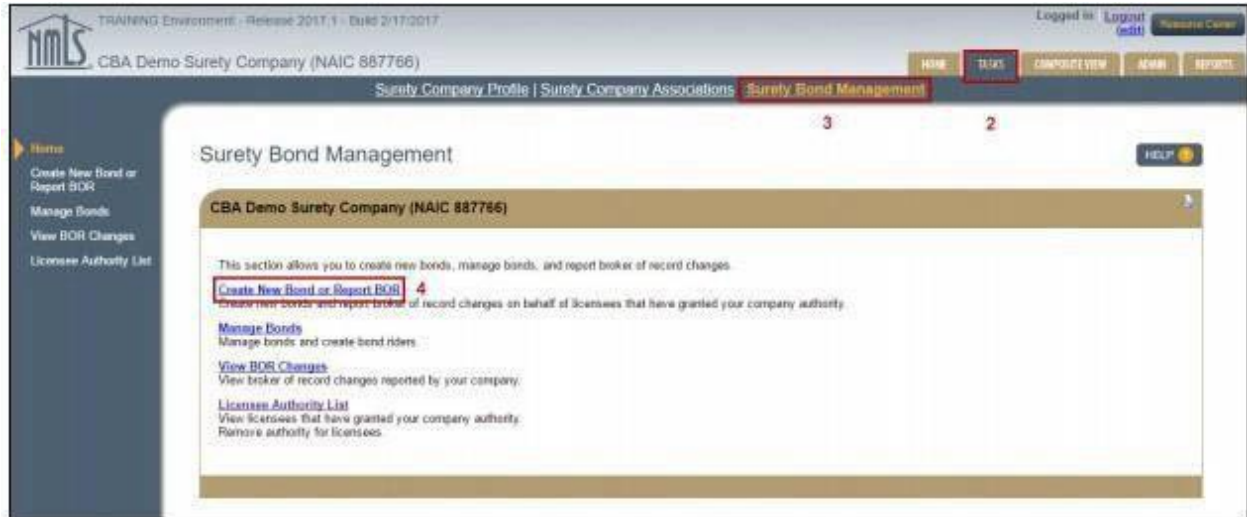 TRAINING Environment - Release 2017.1 - Build 2/17/2017
Logged in Logout
(edit)
Resource Center
NMLS
CBA Demo Surety Company (NAIC 887766)
HOME TASKS COMPOSITE VIEW ADMIN REPORTS
Surety Company Profile | Surety Company Associations Surety Bond Management
3 2
Home
Create New Bond or
Report BOR
Manage Bonds
View BOR Changes
Licensee Authority List
Surety Bond Management
HELP ?
CBA Demo Surety Company (NAIC 887766)
This section allows you to create new bonds, manage bonds, and report broker of record changes.
Create New Bond or Report BOR 4
Create new bonds and report broker of record changes on behalf of licensees that have granted your company authority.
Manage Bonds
Manage bonds and create bond riders.
View BOR Changes
View broker of record changes reported by your company.
Licensee Authority List
View licensees that have granted your company authority.
Remove authority for licensees.